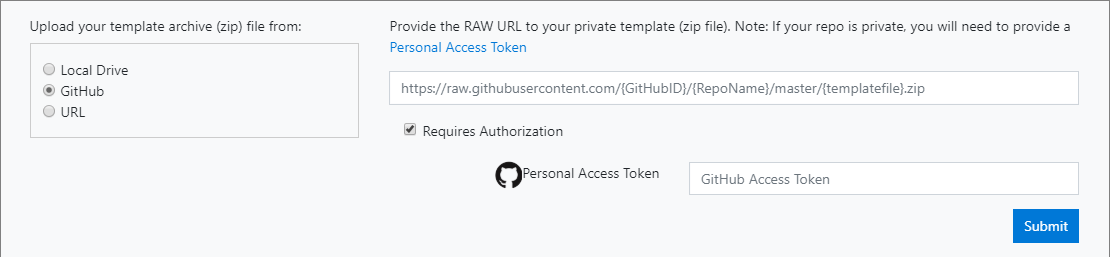 Upload your template archive (zip) file from:
Local Drive
GitHub
URL
Provide the RAW URL to your private template (zip file). Note: If your repo is private, you will need to provide a
Personal Access Token
https://raw.githubusercontent.com/{GitHubID}/{RepoName}/master/{templatefile}.zip
Requires Authorization
Personal Access Token
GitHub Access Token
Submit